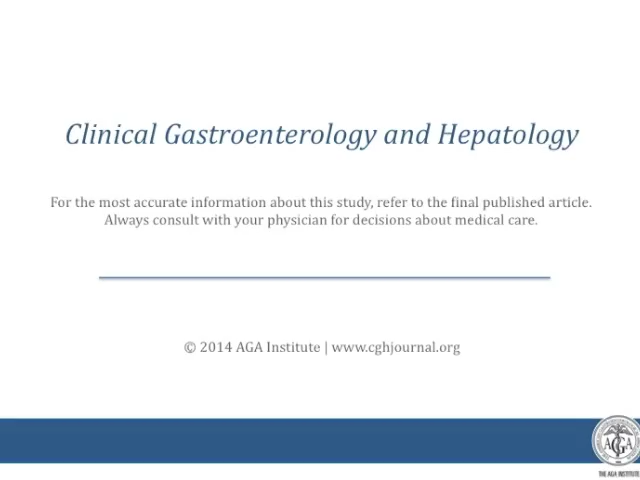 Clinical Gastroenterology and Hepatology
For the most accurate information about this study, refer to the final published article.
Always consult with your physician for decisions about medical care.
© 2014 AGA Institute | www.cghjournal.org
AGA
THE AGA INSTITUTE